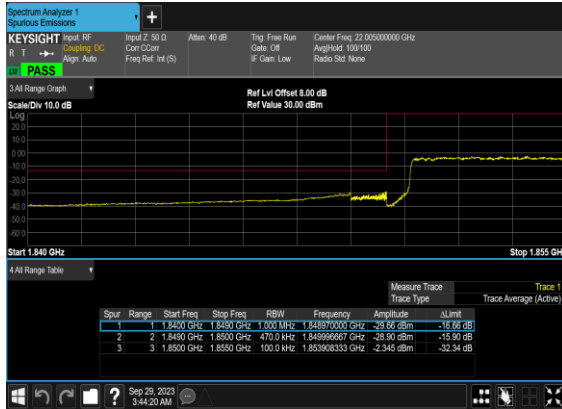 Spectrum Analyzer 1
Spurious Emissions
+
KEYSIGHT Input: RF Input Z: 50 Ω Atten: 40 dB Trig: Free Run Center Freq: 22.005000000 GHz
R T Coupling: DC Corr CCorr Gate: Off Avg|Hold: 100/100
Align: Auto Freq Ref: Int (S) IF Gain: Low Radio Std: None
PASS
3 All Range Graph
Ref Lvl Offset 8.00 dB
Scale/Div 10.0 dB Ref Value 30.00 dBm
Log
20.0
10.0
0.00
-10.0
-20.0
-30.0
-40.0
-50.0
-60.0
Start 1.840 GHz Stop 1.855 GH
4 All Range Table
Measure Trace Trace 1
Trace Type Trace Average (Active)
Spur Range Start Freq Stop Freq RBW Frequency Amplitude ΔLimit
1 1 1.8400 GHz 1.8490 GHz 1.000 MHz 1.848970000 GHz -29.66 dBm -16.66 dB
2 2 1.8490 GHz 1.8500 GHz 470.0 kHz 1.849996667 GHz -28.90 dBm -15.90 dB
3 3 1.8500 GHz 1.8550 GHz 100.0 kHz 1.853908333 GHz -2.345 dBm -32.34 dB
? Sep 29, 2023
3:44:20 AM